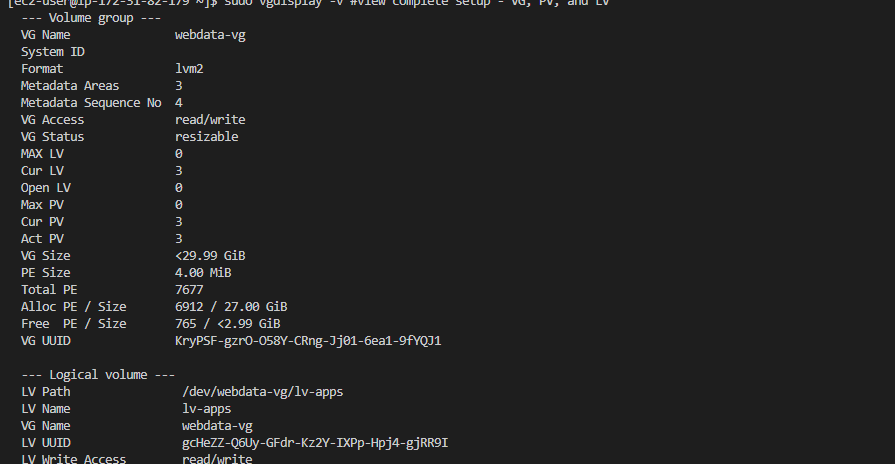 [ec2-user@ip-172-31-82-179 ~]$ sudo vgdisplay -v #view complete setup - VG, PV, and LV
--- Volume group ---
VG Name webdata-vg
System ID
Format lvm2
Metadata Areas 3
Metadata Sequence No 4
VG Access read/write
VG Status resizable
MAX LV 0
Cur LV 3
Open LV 0
Max PV 0
Cur PV 3
Act PV 3
VG Size <29.99 GiB
PE Size 4.00 MiB
Total PE 7677
Alloc PE / Size 6912 / 27.00 GiB
Free PE / Size 765 / <2.99 GiB
VG UUID KryPSF-gzrO-O58Y-CRng-Jj01-6ea1-9fYQJ1
--- Logical volume ---
LV Path /dev/webdata-vg/lv-apps
LV Name lv-apps
VG Name webdata-vg
LV UUID gcHeZZ-Q6Uy-GFdr-Kz2Y-IXPp-Hpj4-gjRR9I
LV Write Access read/write